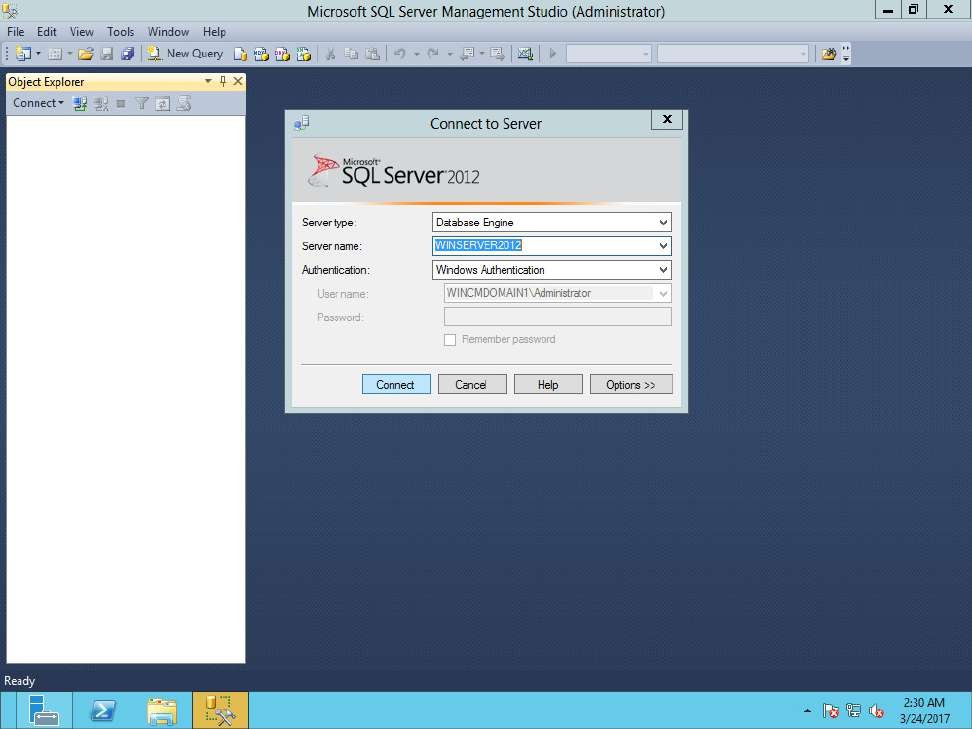 Microsoft SQL Server Management Studio (Administrator)
File Edit View Tools Window Help
New Query
Object Explorer
Connect
Connect to Server
Microsoft
SQL Server 2012
Server type: Database Engine
Server name: WINSERVER2012
Authentication: Windows Authentication
User name: WINCMDOMAIN1\Administrator
Password:
Remember password
Connect Cancel Help Options >>
Ready
2:30 AM
3/24/2017